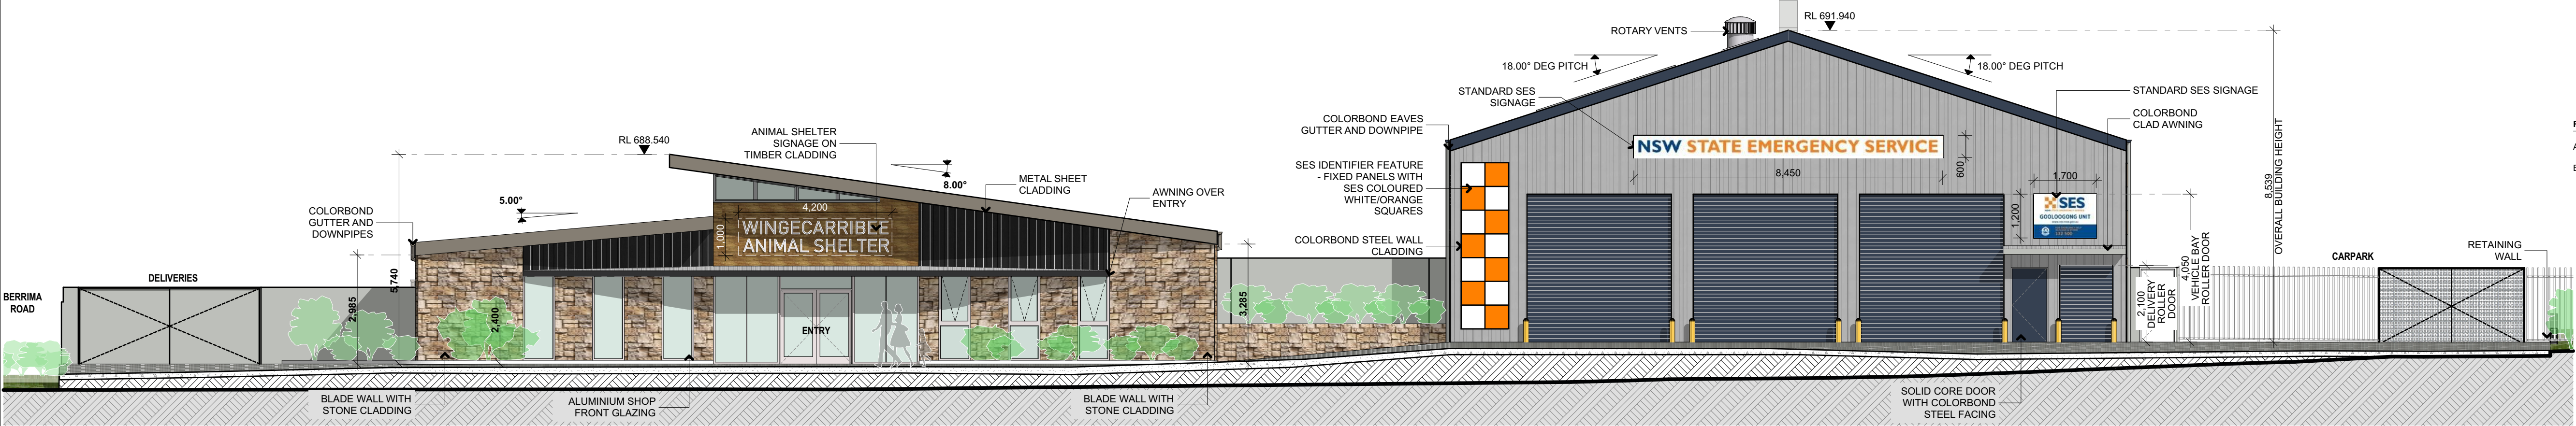 BERRIMA
ROAD
DELIVERIES
COLORBOND
GUTTER AND
DOWNPIPES
2,985
5,740
RL 688.540
5.00°
2,400
BLADE WALL WITH
STONE CLADDING
ALUMINIUM SHOP
FRONT GLAZING
ANIMAL SHELTER
SIGNAGE ON
TIMBER CLADDING
4,200
1,000
WINGECARRIBLE
ANIMAL SHELTER
ENTRY
8.00°
METAL SHEET
CLADDING
AWNING OVER
ENTRY
BLADE WALL WITH
STONE CLADDING
3,285
COLORBOND EAVES
GUTTER AND DOWNPIPE
SES IDENTIFIER FEATURE
- FIXED PANELS WITH
SES COLOURED
WHITE/ORANGE
SQUARES
COLORBOND STEEL WALL
CLADDING
STANDARD SES
SIGNAGE
18.00° DEG PITCH
ROTARY VENTS
RL 691.940
18.00° DEG PITCH
NSW STATE EMERGENCY SERVICE
8,450
600
1,700
1,200
SES
GOOLOOGONG UNIT
STANDARD SES SIGNAGE
COLORBOND
CLAD AWNING
SOLID CORE DOOR
WITH COLORBOND
STEEL FACING
2,100
DELIVERY
ROLLER
DOOR
4,050
VEHICLE BAY
ROLLER DOOR
8,539
OVERALL BUILDING HEIGHT
CARPARK
RETAINING
WALL